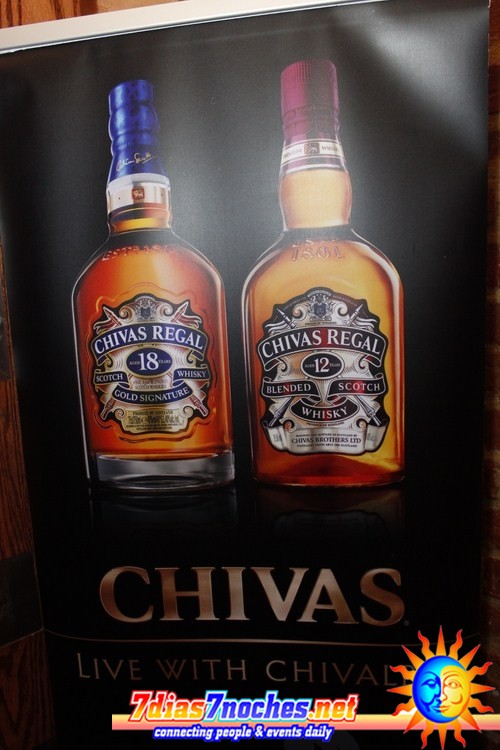 CHIVAS REGAL
AGED 18 YEARS
SCOTCH WHISKY
GOLD SIGNATURE
CHIVAS REGAL
AGED 12 YEARS
BLENDED SCOTCH
WHISKY
CHIVAS BROTHERS LTD
CHIVAS
LIVE WITH CHIVAL
7dias7noches.net
connecting people & events daily